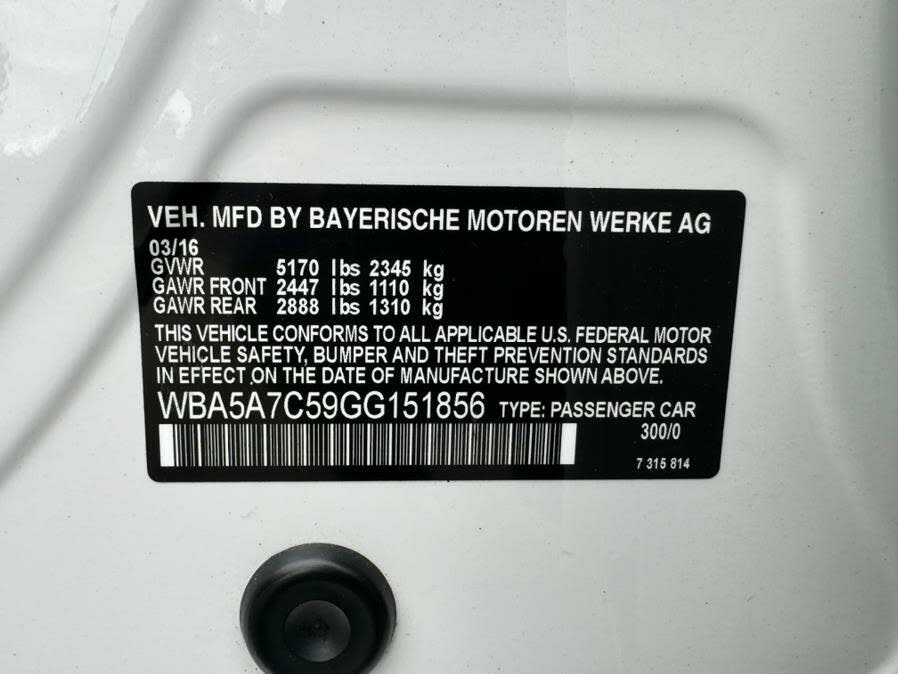 VEH. MFD BY BAYERISCHE MOTOREN WERKE AG
03/16
GVWR 5170 lbs 2345 kg
GAWR FRONT 2447 lbs 1110 kg
GAWR REAR 2888 lbs 1310 kg
THIS VEHICLE CONFORMS TO ALL APPLICABLE U.S. FEDERAL MOTOR
VEHICLE SAFETY, BUMPER AND THEFT PREVENTION STANDARDS
IN EFFECT ON THE DATE OF MANUFACTURE SHOWN ABOVE.
WBA5A7C59GG151856 TYPE: PASSENGER CAR
300/0
7 315 814